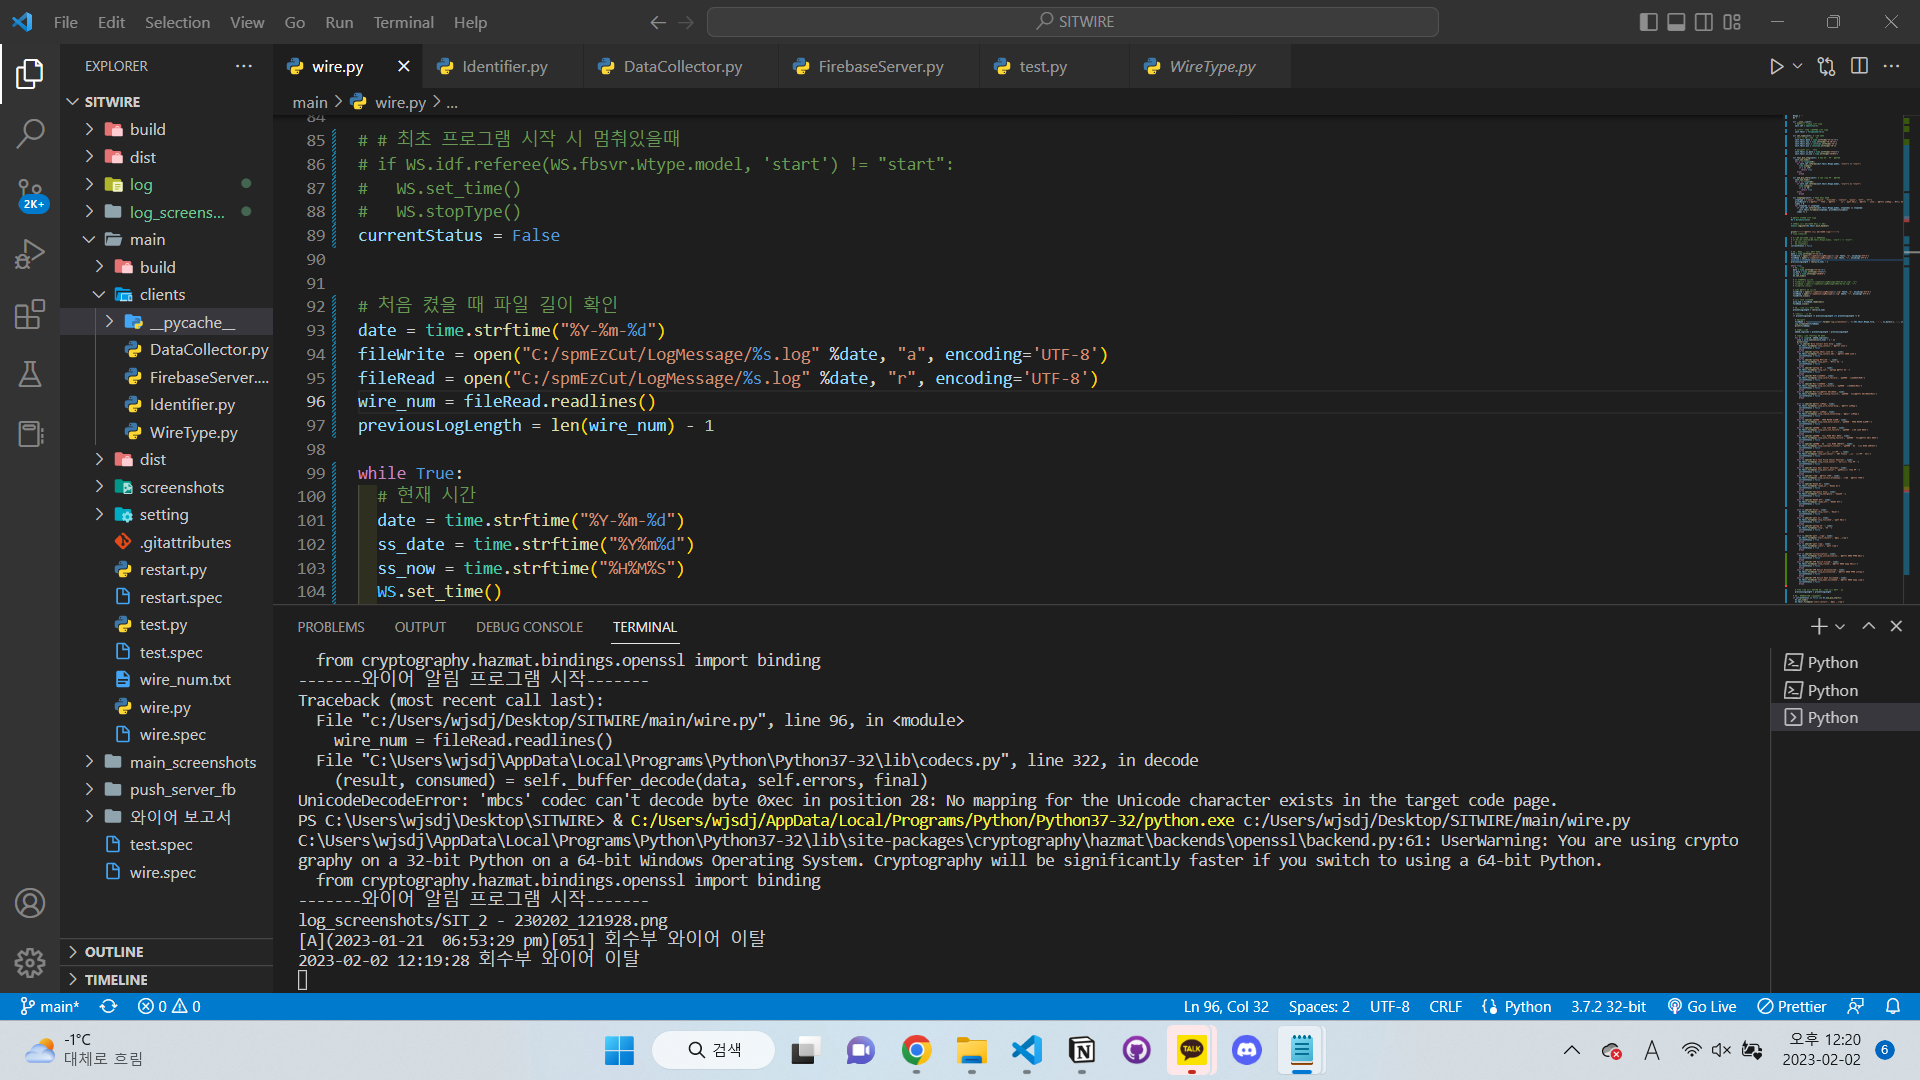 File Edit Selection View Go Run Terminal Help
SITWIRE
EXPLORER
wire.py
Identifier.py
DataCollector.py
FirebaseServer.py
test.py
WireType.py
main > wire.py > ...
SITWIRE
build
dist
log
log_screens...
main
build
clients
__pycache__
DataCollector.py
FirebaseServer....
Identifier.py
WireType.py
dist
screenshots
setting
.gitattributes
restart.py
restart.spec
test.py
test.spec
wire_num.txt
wire.py
wire.spec
main_screenshots
push_server_fb
와이어 보고서
test.spec
wire.spec
OUTLINE
TIMELINE
2K+
84
85 # # 최초 프로그램 시작 시 멈춰있을때
86 # if WS.idf.referee(WS.fbsvr.Wtype.model, 'start') != "start":
87 #   WS.set_time()
88 #   WS.stopType()
89 currentStatus = False
90
91
92 # 처음 켰을 때 파일 길이 확인
93 date = time.strftime("%Y-%m-%d")
94 fileWrite = open("C:/spmEzCut/LogMessage/%s.log" %date, "a", encoding='UTF-8')
95 fileRead = open("C:/spmEzCut/LogMessage/%s.log" %date, "r", encoding='UTF-8')
96 wire_num = fileRead.readlines()
97 previousLogLength = len(wire_num) - 1
98
99 while True:
100   # 현재 시간
101   date = time.strftime("%Y-%m-%d")
102   ss_date = time.strftime("%Y%m%d")
103   ss_now = time.strftime("%H%M%S")
104   WS.set_time()
PROBLEMS OUTPUT DEBUG CONSOLE TERMINAL
from cryptography.hazmat.bindings.openssl import binding
-------와이어 알림 프로그램 시작-------
Traceback (most recent call last):
File "c:/Users/wjsdj/Desktop/SITWIRE/main/wire.py", line 96, in <module>
wire_num = fileRead.readlines()
File "C:\Users\wjsdj\AppData\Local\Programs\Python\Python37-32\lib\codecs.py", line 322, in decode
(result, consumed) = self._buffer_decode(data, self.errors, final)
UnicodeDecodeError: 'mbcs' codec can't decode byte 0xec in position 28: No mapping for the Unicode character exists in the target code page.
PS C:\Users\wjsdj\Desktop\SITWIRE> & C:/Users/wjsdj/AppData/Local/Programs/Python/Python37-32/python.exe c:/Users/wjsdj/Desktop/SITWIRE/main/wire.py
C:\Users\wjsdj\AppData\Local\Programs\Python\Python37-32\lib\site-packages\cryptography\hazmat\backends\openssl\backend.py:61: UserWarning: You are using crypto
graphy on a 32-bit Python on a 64-bit Windows Operating System. Cryptography will be significantly faster if you switch to using a 64-bit Python.
from cryptography.hazmat.bindings.openssl import binding
-------와이어 알림 프로그램 시작-------
log_screenshots/SIT_2 - 230202_121928.png
[A](2023-01-21  06:53:29 pm)[051] 회수부 와이어 이탈
2023-02-02 12:19:28 회수부 와이어 이탈
Python
Python
Python
main* 0 0 Ln 96, Col 32 Spaces: 2 UTF-8 CRLF Python 3.7.2 32-bit Go Live Prettier
-1°C
대체로 흐림
검색
TALK
A
오후 12:20
2023-02-02
6